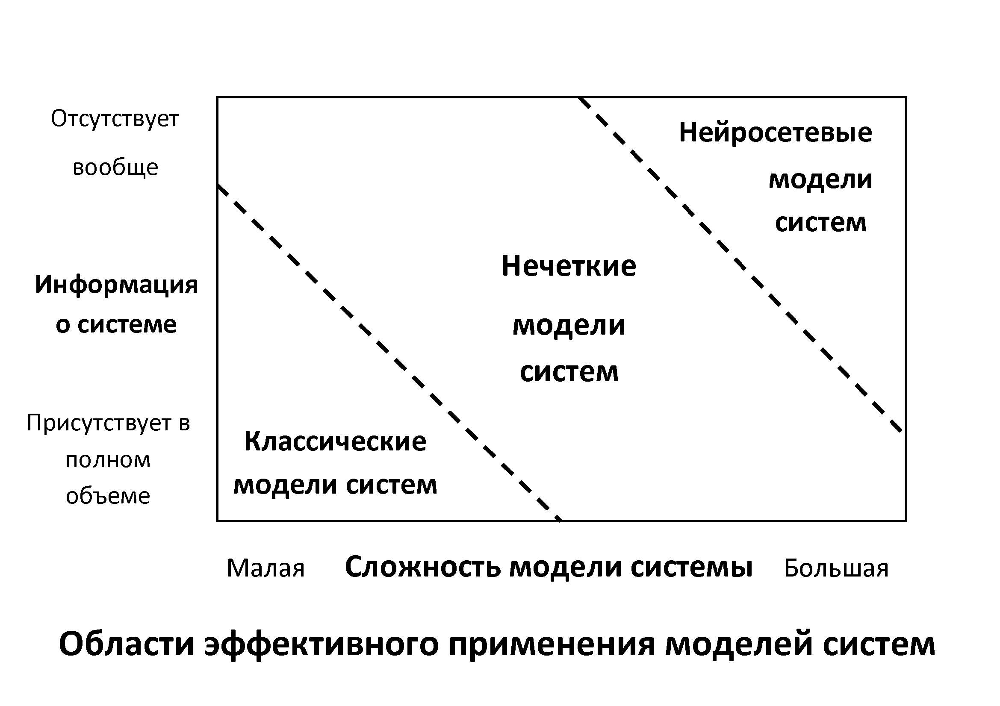 Отсутствует
вообще
Информация
о системе
Присутствует в
полном
объеме
Нейросетевые
модели
систем
Нечеткие
модели
систем
Классические
модели систем
Малая Сложность модели системы Большая
Области эффективного применения моделей систем